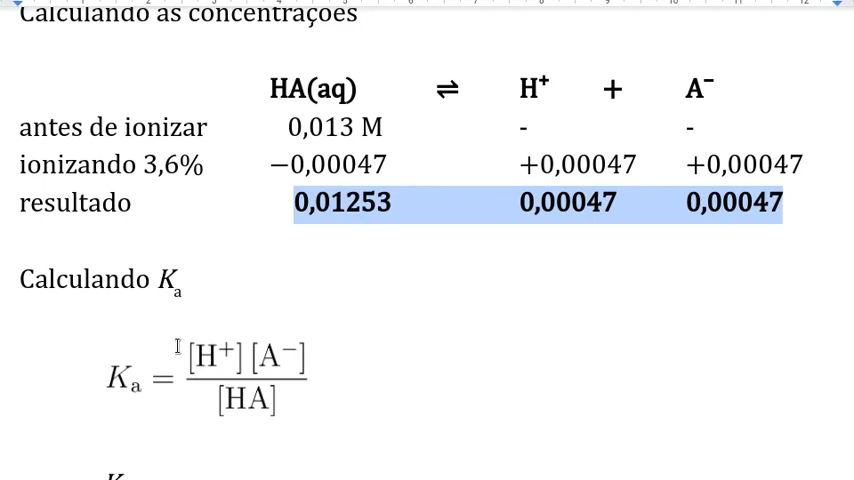 Calculando as concentrações
HA(aq) ⇌ H⁺ + A⁻
antes de ionizar 0,013 M - -
ionizando 3,6% −0,00047 +0,00047 +0,00047
resultado 0,01253 0,00047 0,00047
Calculando Kₐ
Kₐ = [H⁺] [A⁻] / [HA]
K